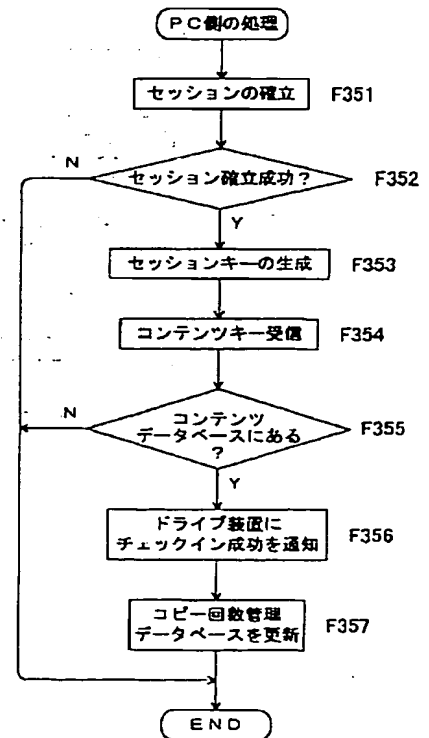 ＰＣ側の処理
セッションの確立 F351
N
セッション確立成功？ F352
Y
セッションキーの生成 F353
コンテンツキー受信 F354
N
コンテンツ
データベースにある F355
？
Y
ドライブ装置に
チェックイン成功を通知 F356
コピー回数管理
データベースを更新 F357
ＥＮＤ